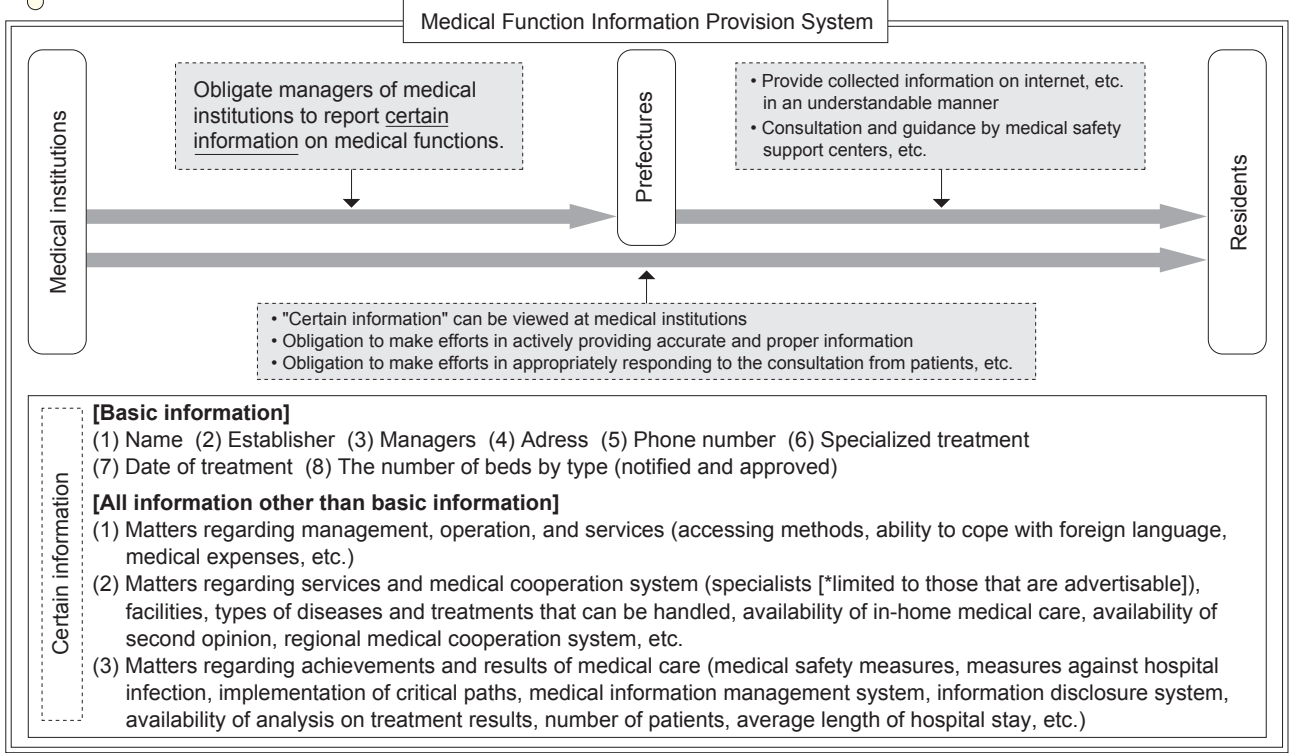 Medical Function Information Provision System
Medical institutions
Obligate managers of medical
institutions to report certain
information on medical functions.
Prefectures
• Provide collected information on internet, etc.
in an understandable manner
• Consultation and guidance by medical safety
support centers, etc.
Residents
• "Certain information" can be viewed at medical institutions
• Obligation to make efforts in actively providing accurate and proper information
• Obligation to make efforts in appropriately responding to the consultation from patients, etc.
Certain information
[Basic information]
(1) Name (2) Establisher (3) Managers (4) Adress (5) Phone number (6) Specialized treatment
(7) Date of treatment (8) The number of beds by type (notified and approved)
[All information other than basic information]
(1) Matters regarding management, operation, and services (accessing methods, ability to cope with foreign language,
medical expenses, etc.)
(2) Matters regarding services and medical cooperation system (specialists [*limited to those that are advertisable]),
facilities, types of diseases and treatments that can be handled, availability of in-home medical care, availability of
second opinion, regional medical cooperation system, etc.
(3) Matters regarding achievements and results of medical care (medical safety measures, measures against hospital
infection, implementation of critical paths, medical information management system, information disclosure system,
availability of analysis on treatment results, number of patients, average length of hospital stay, etc.)